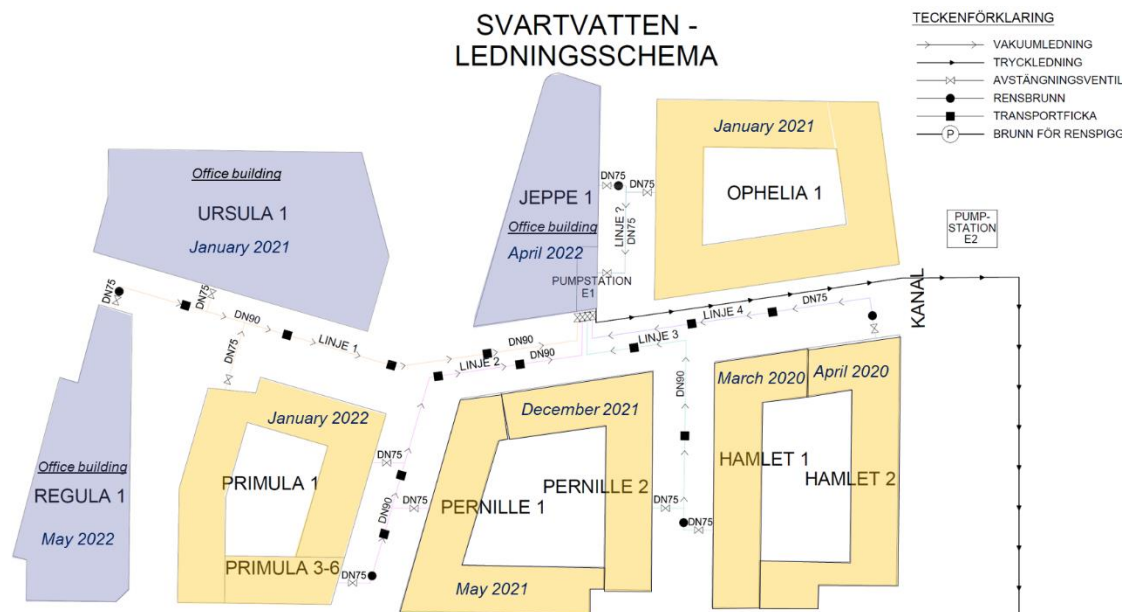 SVARTVATTEN -
LEDNINGSSCHEMA
TECKENFÖRKLARING
VAKUUMLEDNING
TRYCKLEDNING
AVSTÄNGNINGSVENTIL
RENSBRUNN
TRANSPORTFICKA
P BRUNN FÖR RENSPIGG
Office building
URSULA 1
January 2021
JEPPE 1
Office building
April 2022
PUMPSTATION
E1
DN75
DN75
LINJE ?
DN75
January 2021
OPHELIA 1
PUMP-
STATION
E2
KANAL
DN75
DN75
DN90
LINJE 1
DN90
LINJE 2
DN90
LINJE 3
LINJE 4
DN75
DN75
DN90
Office building
REGULA 1
May 2022
January 2022
PRIMULA 1
PRIMULA 3-6
DN75
DN90
DN75
DN75
December 2021
PERNILLE 1
PERNILLE 2
May 2021
DN75
DN75
March 2020
April 2020
HAMLET 1
HAMLET 2